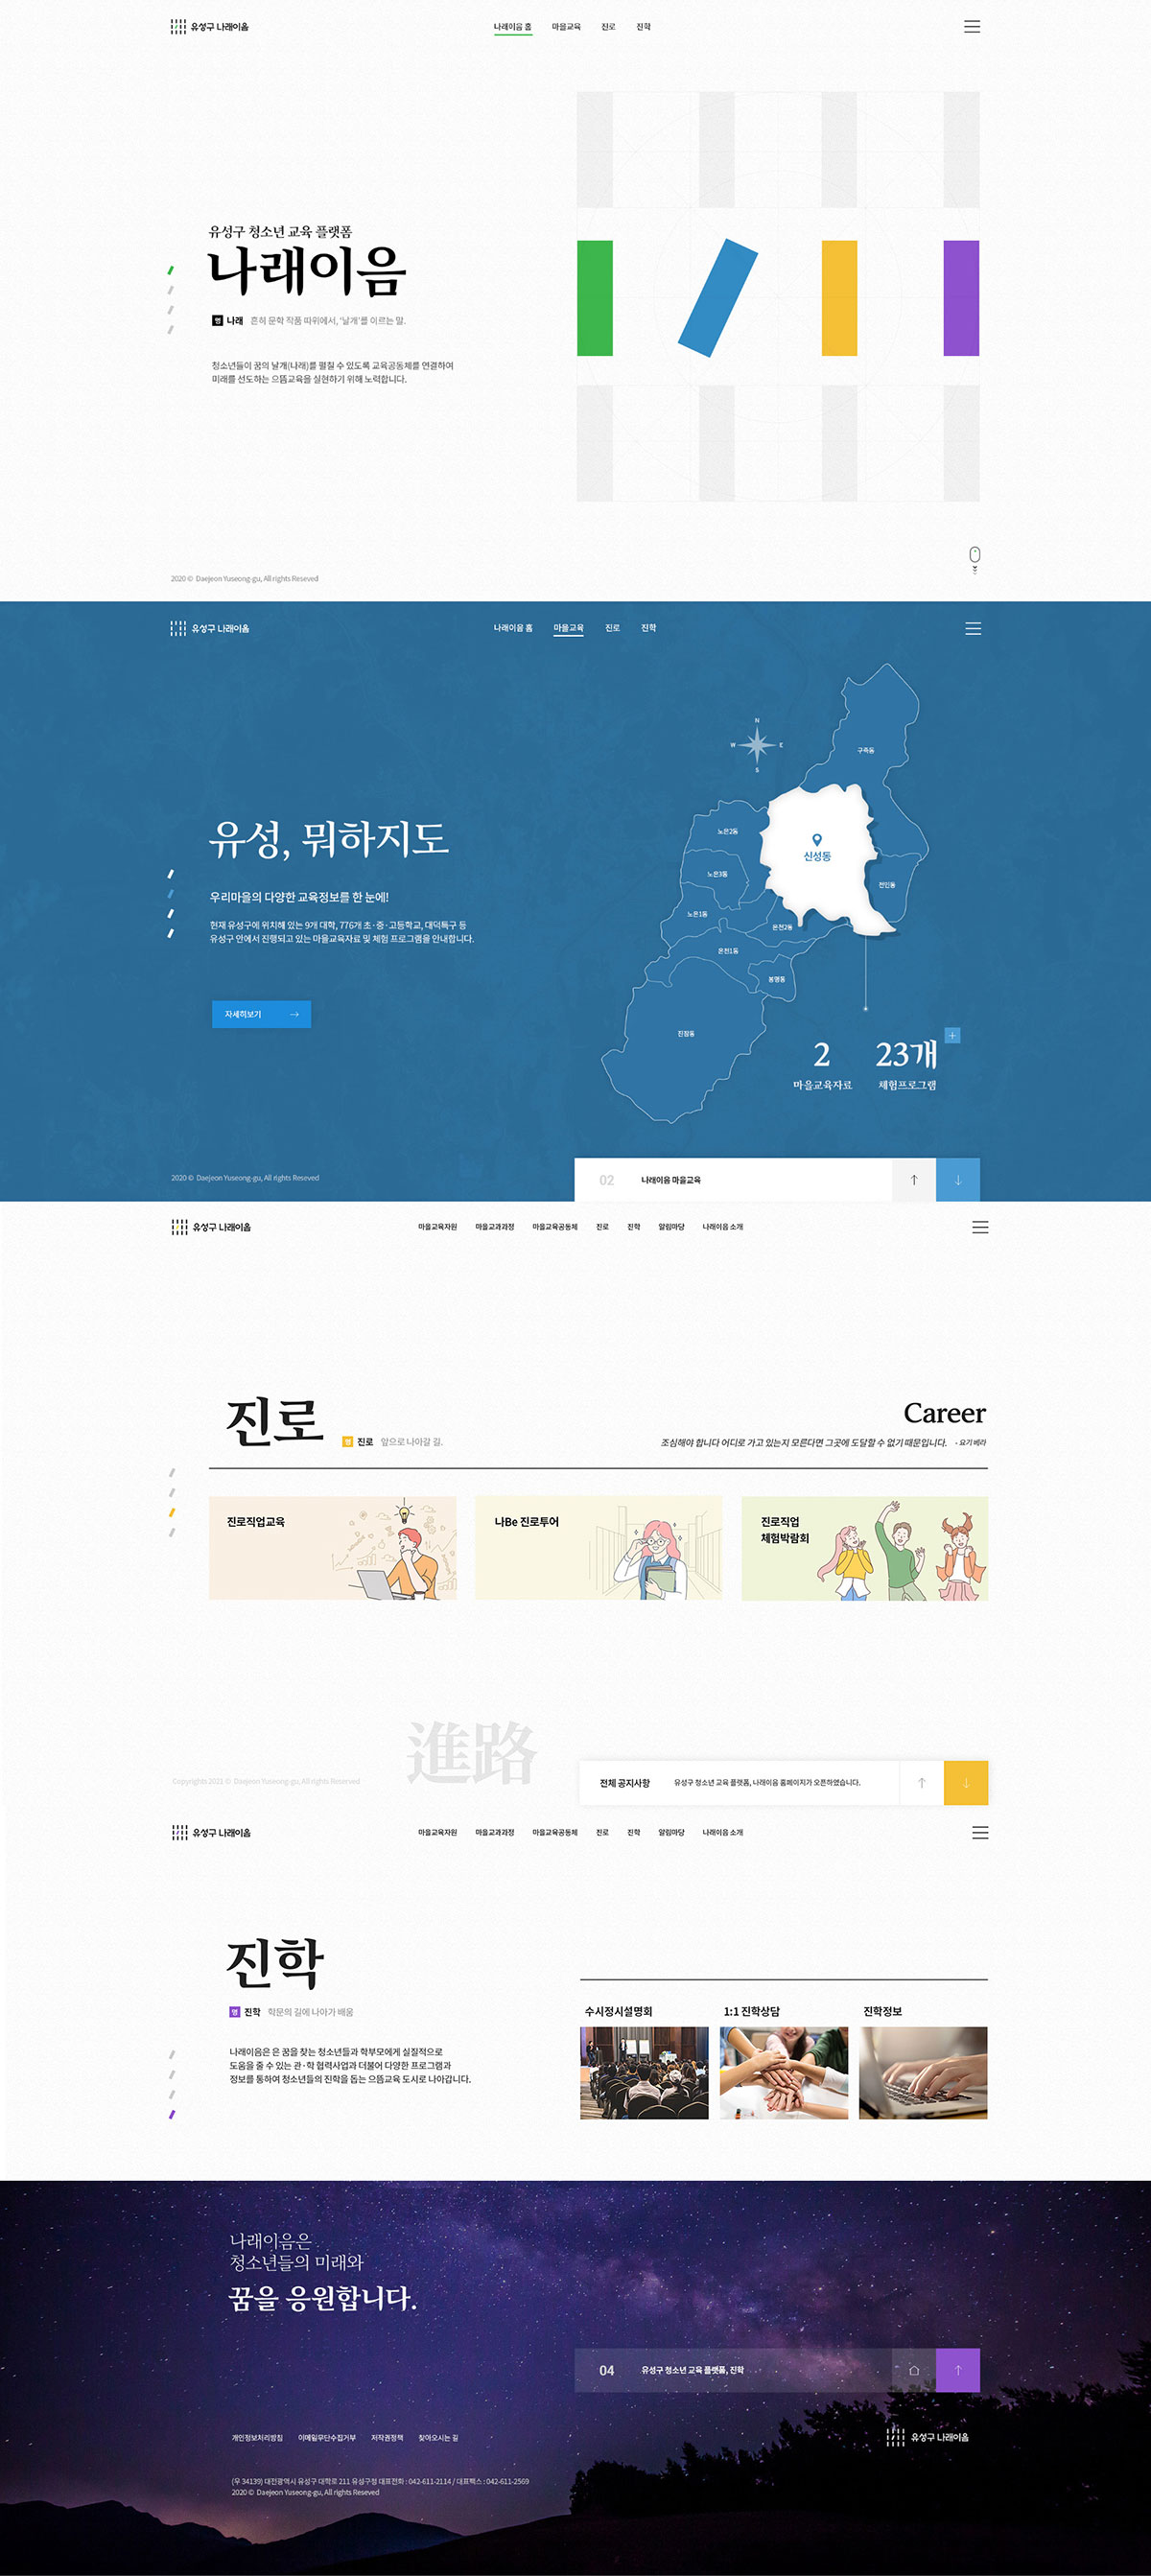 유성구 나래이음
나래이음 홈 마을교육 진로 진학
유성구 청소년 교육 플랫폼
나래이음
명 나래 흔히 문학 작품 따위에서, '날개'를 이르는 말.
청소년들이 꿈의 날개(나래)를 펼칠 수 있도록 교육공동체를 연결하여
미래를 선도하는 으뜸교육을 실현하기 위해 노력합니다.
2020 © Daejeon Yuseong-gu, All rights Reseved
유성구 나래이음
나래이음 홈 마을교육 진로 진학
N
W E
S
구즉동
노은2동
신성동
노은3동
전민동
노은1동
온천2동
온천1동
봉명동
진잠동
유성, 뭐하지도
우리마을의 다양한 교육정보를 한 눈에!
현재 유성구에 위치해 있는 9개 대학, 776개 초·중·고등학교, 대덕특구 등
유성구 안에서 진행되고 있는 마을교육자료 및 체험 프로그램을 안내합니다.
자세히보기 →
2 23개 +
마을교육자료 체험프로그램
2020 © Daejeon Yuseong-gu, All rights Reseved
02 나래이음 마을교육 ↑ ↓
유성구 나래이음
마을교육자원 마을교과과정 마을교육공동체 진로 진학 알림마당 나래이음 소개
진로
명 진로 앞으로 나아갈 길.
Career
조심해야 합니다 어디로 가고 있는지 모른다면 그곳에 도달할 수 없기 때문입니다. - 요기 베라
진로직업교육
나Be 진로투어
진로직업
체험박람회
進路
Copyrights 2021 © Daejeon Yuseong-gu, All rights Reserved
전체 공지사항 유성구 청소년 교육 플랫폼, 나래이음 홈페이지가 오픈하였습니다. ↑ ↓
유성구 나래이음
마을교육자원 마을교과과정 마을교육공동체 진로 진학 알림마당 나래이음 소개
진학
명 진학 학문의 길에 나아가 배움
나래이음은 은 꿈을 찾는 청소년들과 학부모에게 실질적으로
도움을 줄 수 있는 관·학 협력사업과 더불어 다양한 프로그램과
정보를 통하여 청소년들의 진학을 돕는 으뜸교육 도시로 나아갑니다.
수시정시설명회 1:1 진학상담 진학정보
나래이음은
청소년들의 미래와
꿈을 응원합니다.
04 유성구 청소년 교육 플랫폼, 진학 ↑
개인정보처리방침 이메일무단수집거부 저작권정책 찾아오시는 길
유성구 나래이음
(우 34139) 대전광역시 유성구 대학로 211 유성구청 대표전화 : 042-611-2114 / 대표팩스 : 042-611-2569
2020 © Daejeon Yuseong-gu, All rights Reseved